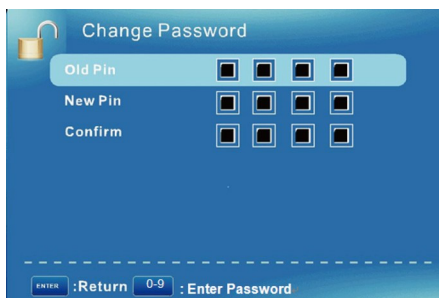 Change Password
Old Pin
New Pin
Confirm
ENTER :Return 0-9 : Enter Password